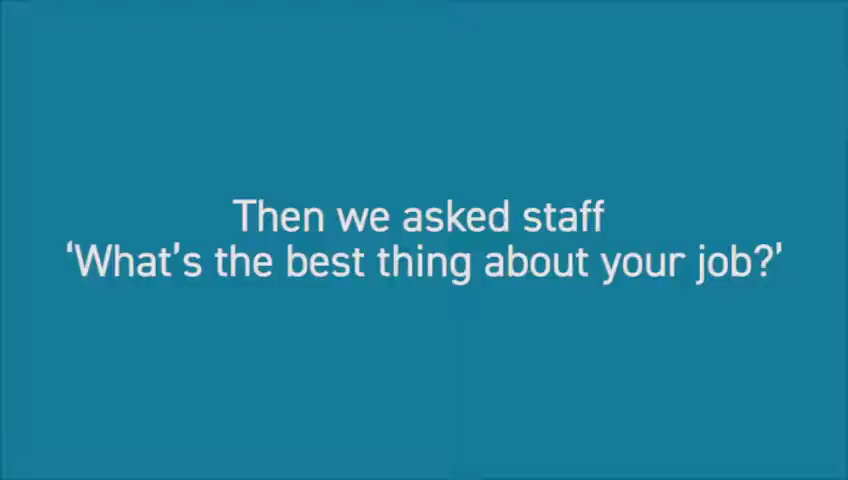 Then we asked staff
‘What’s the best thing about your job?’